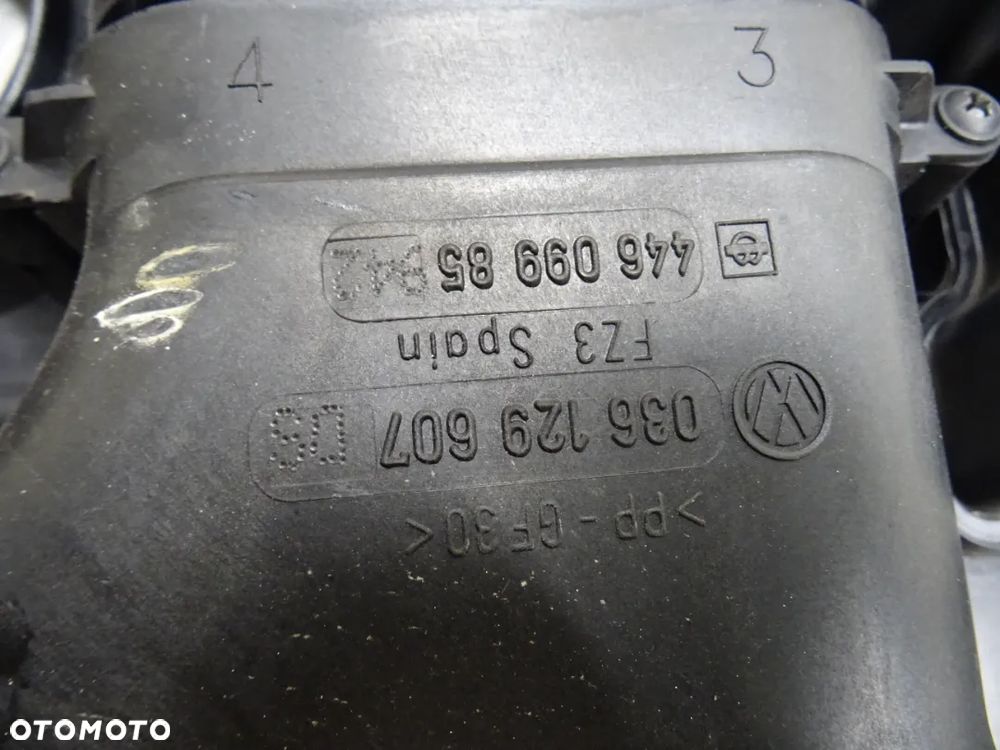 4 3
>PP-GF30<
036 129 607 DS
FZ3 Spain
446 099 85
OTOMOTO